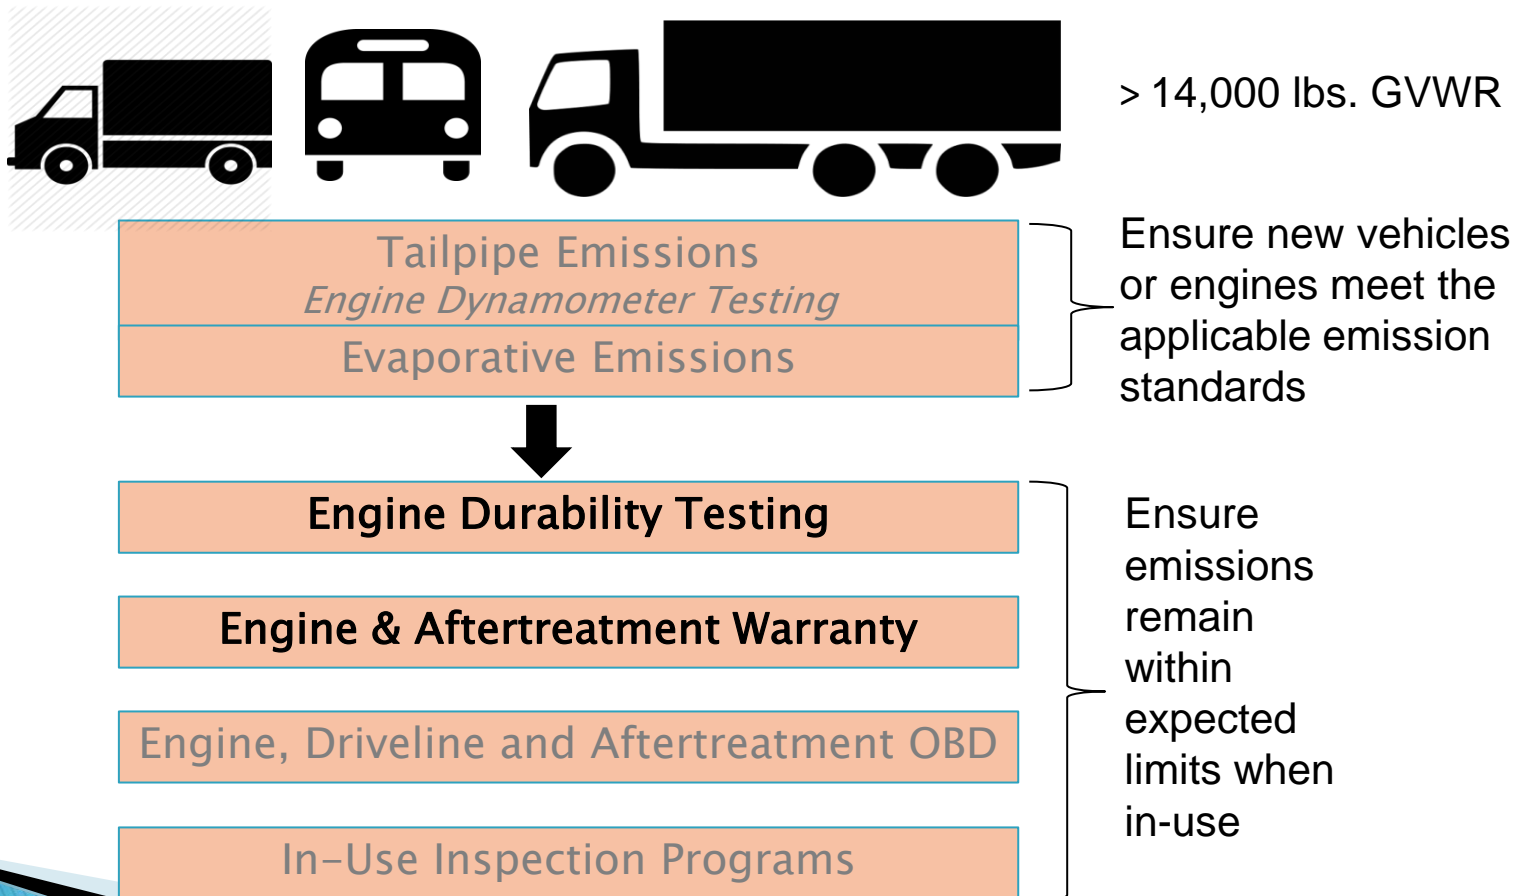 > 14,000 lbs. GVWR
Tailpipe Emissions
Engine Dynamometer Testing
Evaporative Emissions
Ensure new vehicles
or engines meet the
applicable emission
standards
Engine Durability Testing
Engine & Aftertreatment Warranty
Engine, Driveline and Aftertreatment OBD
In-Use Inspection Programs
Ensure
emissions
remain
within
expected
limits when
in-use